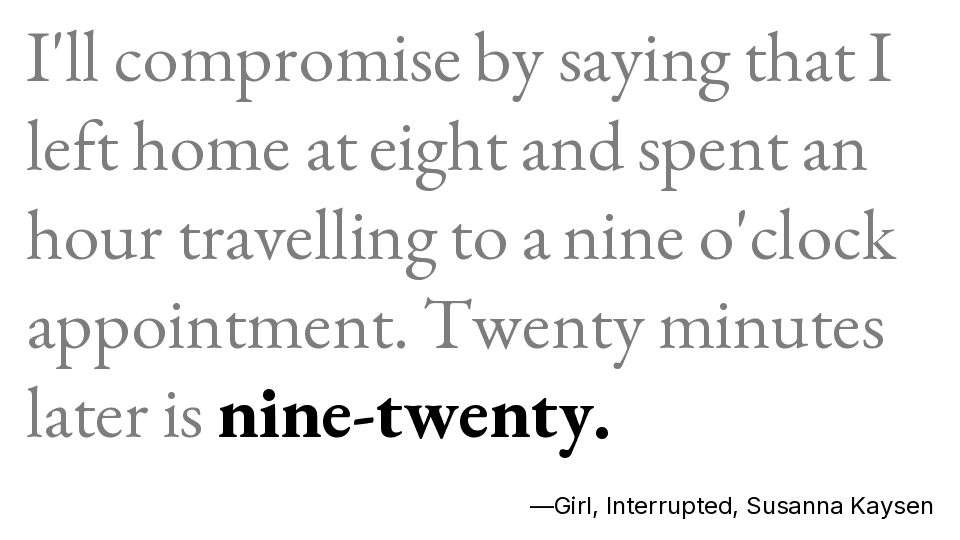 I'll compromise by saying that I
left home at eight and spent an
hour travelling to a nine o'clock
appointment. Twenty minutes
later is nine-twenty.
—Girl, Interrupted, Susanna Kaysen